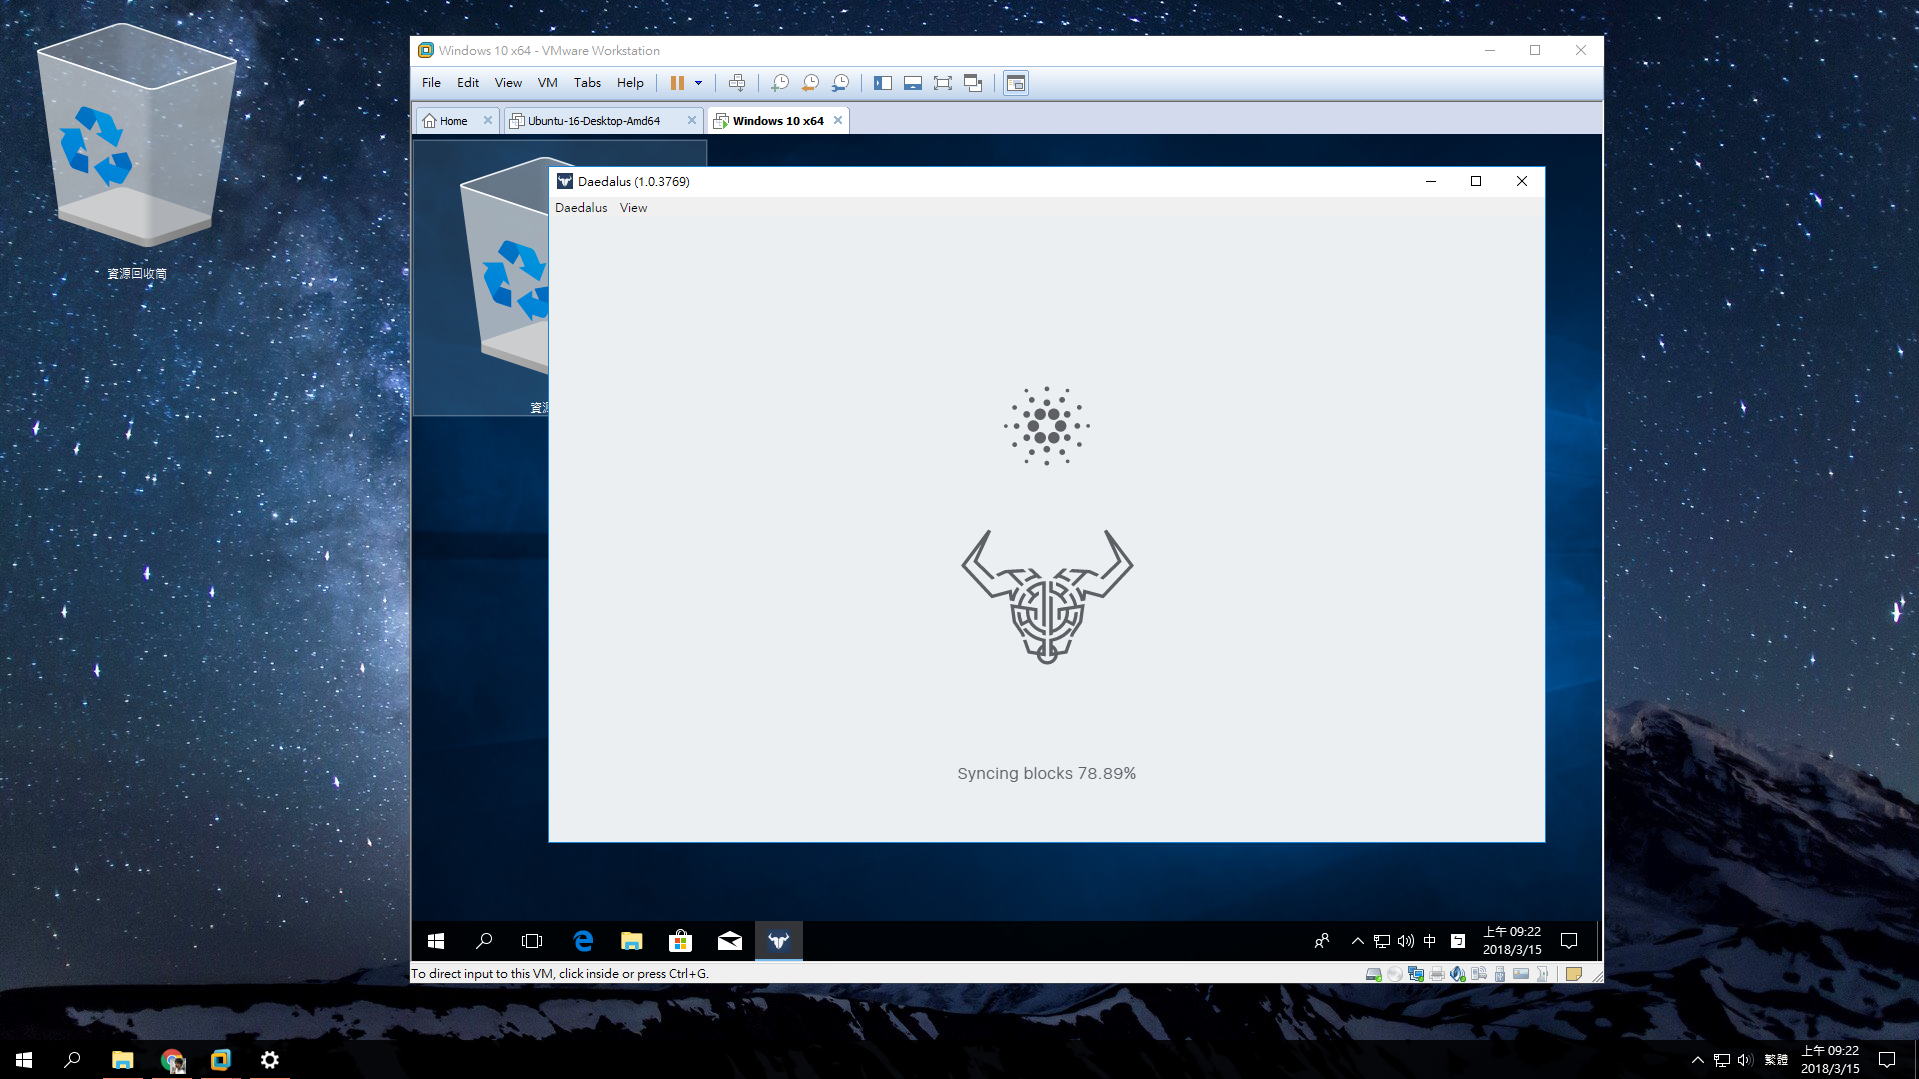 資源回收筒
Windows 10 x64 - VMware Workstation
File Edit View VM Tabs Help
Home Ubuntu-16-Desktop-Amd64 Windows 10 x64
Daedalus (1.0.3769)
Daedalus View
資源
Syncing blocks 78.89%
中 上午 09:22
2018/3/15
To direct input to this VM, click inside or press Ctrl+G.
繁體 上午 09:22
2018/3/15